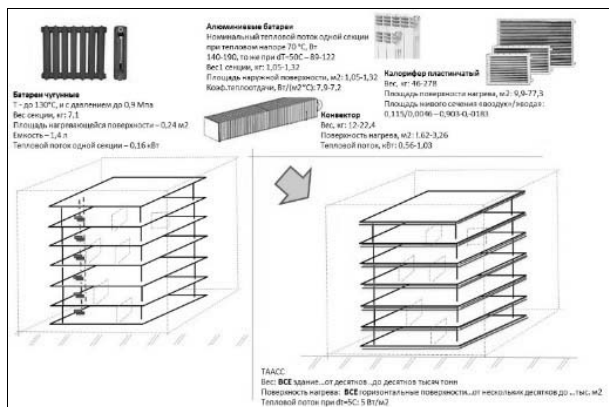 Алюминиевые батареи
Номинальный тепловой поток одной секции
при тепловом напоре 70 °С, Вт
140-190, то ни при dT~50С – 89-122
Вес1 секции, кг: 1,05-1,32
Площадь наружной поверхности, м2: 1,05-1,32
Коэф.теплоотдачи, Вт/(м2°С): 7,9-7,2
Батареи чугунные
Т - до 130°С, и с давлением до 0,9 Мпа
Вес секции, кг: 7,1
Площадь нагревающейся поверхности – 0,24 м2
Емкость – 1,4 л
Тепловой поток одной секции – 0,16 кВт
Калорифер пластинчатый
Вес, кг: 46-278
Площадь поверхности нагрева, м2: 9,9-77,3
Площадь живого сечения «воздух»/«вода»:
0,115/0,0046 – 0,903-0,-0183
Конвектор
Вес, кг: 12-22,4
Поверхность нагрева, м2: 1.62-3,26
Тепловой поток, кВт: 0,56-1,03
ТААСС
Вес: ВСЕ здание...от десятков...до десятков тысяч тонн
Поверхность нагрева: ВСЕ горизонтальные поверхности...от нескольких десятков до ...тыс. м2
Тепловой поток при dt=5С: 5 Вт/м2